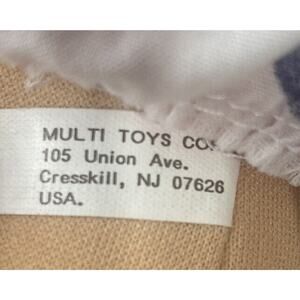 MULTI TOYS CO
105 Union Ave.
Cresskill, NJ 07626
USA.